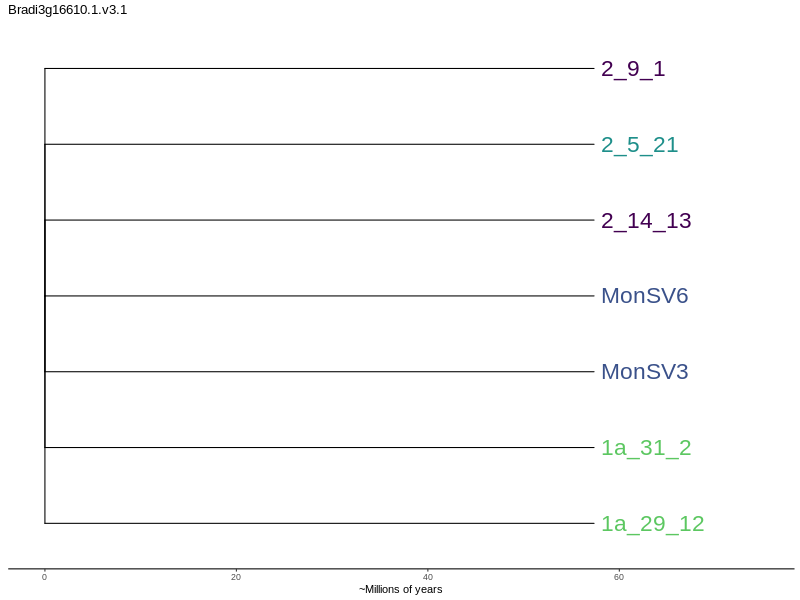 Bradi3g16610.1.v3.1
2_9_1
2_5_21
2_14_13
MonSV6
MonSV3
1a_31_2
1a_29_12
0 20 40 60
~Millions of years